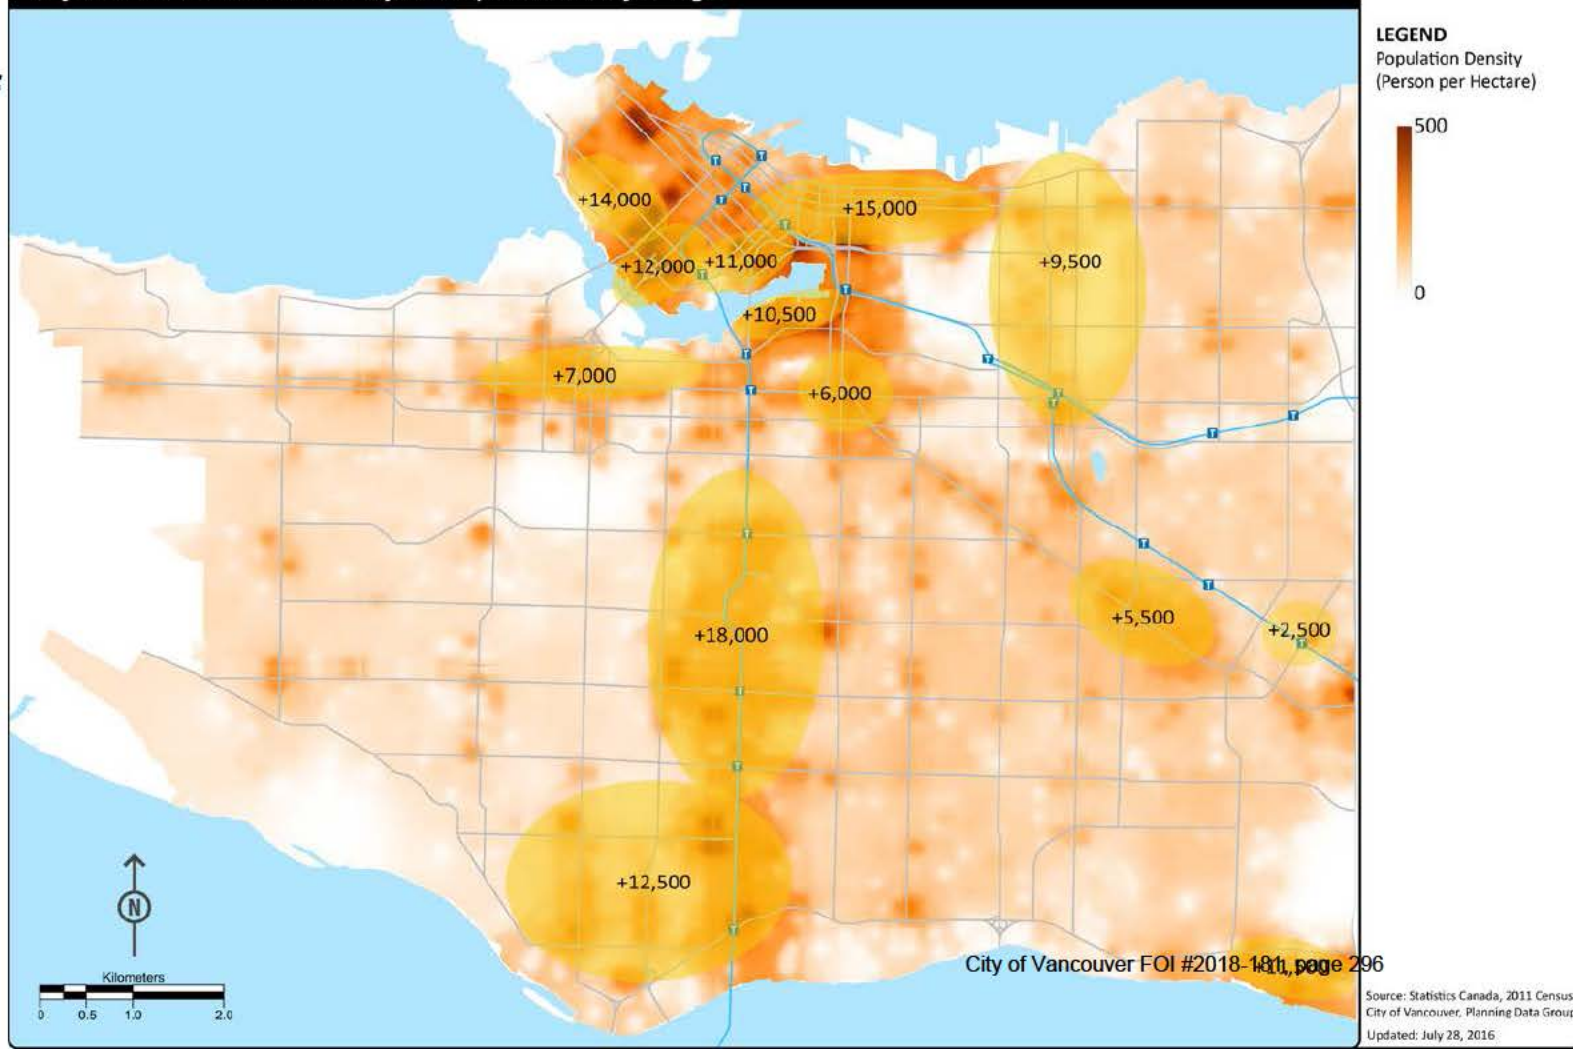 LEGEND
Population Density
(Person per Hectare)
500
0
+14,000
+15,000
+12,000
+11,000
+9,500
+10,500
+7,000
+6,000
+18,000
+5,500
+2,500
+12,500
N
Kilometers
0 0.5 1.0 2.0
City of Vancouver FOI #2018-181, page 296
Source: Statistics Canada, 2011 Census
City of Vancouver, Planning Data Group
Updated: July 28, 2016